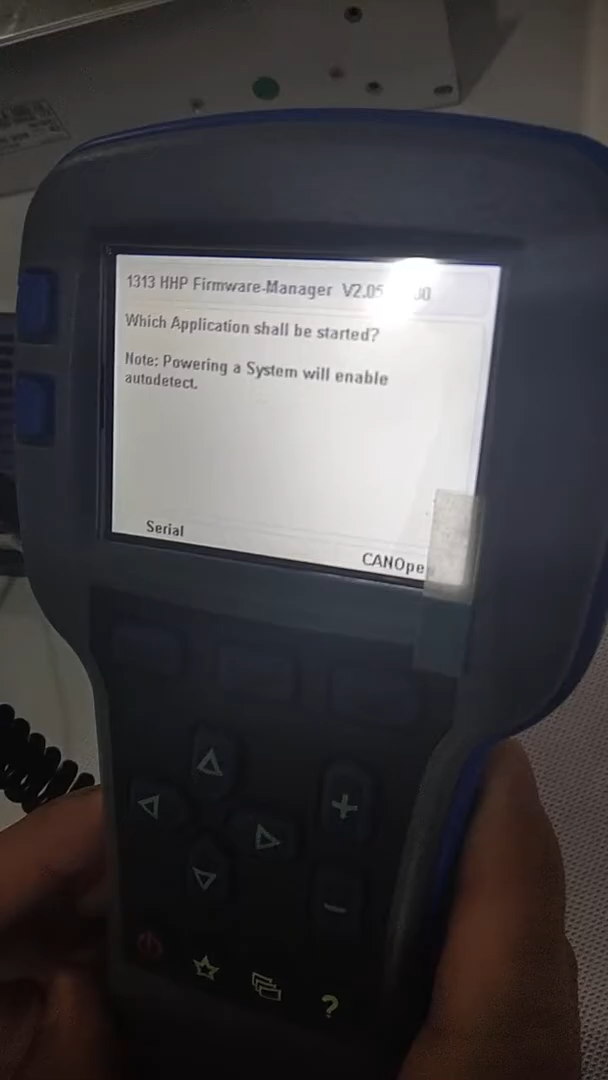 1313 HHP Firmware-Manager V2.05
Which Application shall be started?
Note: Powering a System will enable
autodetect.
Serial
CANOpe
+
−
?